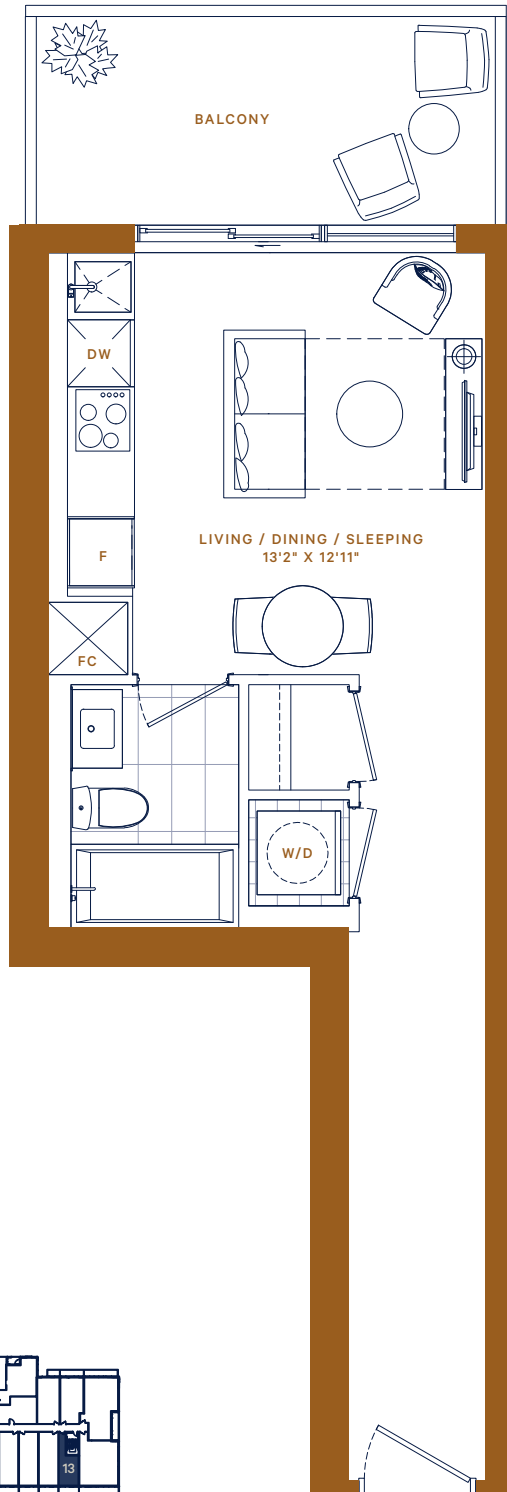 BALCONY
DW
LIVING / DINING / SLEEPING
13'2" X 12'11"
F
FC
W/D
13